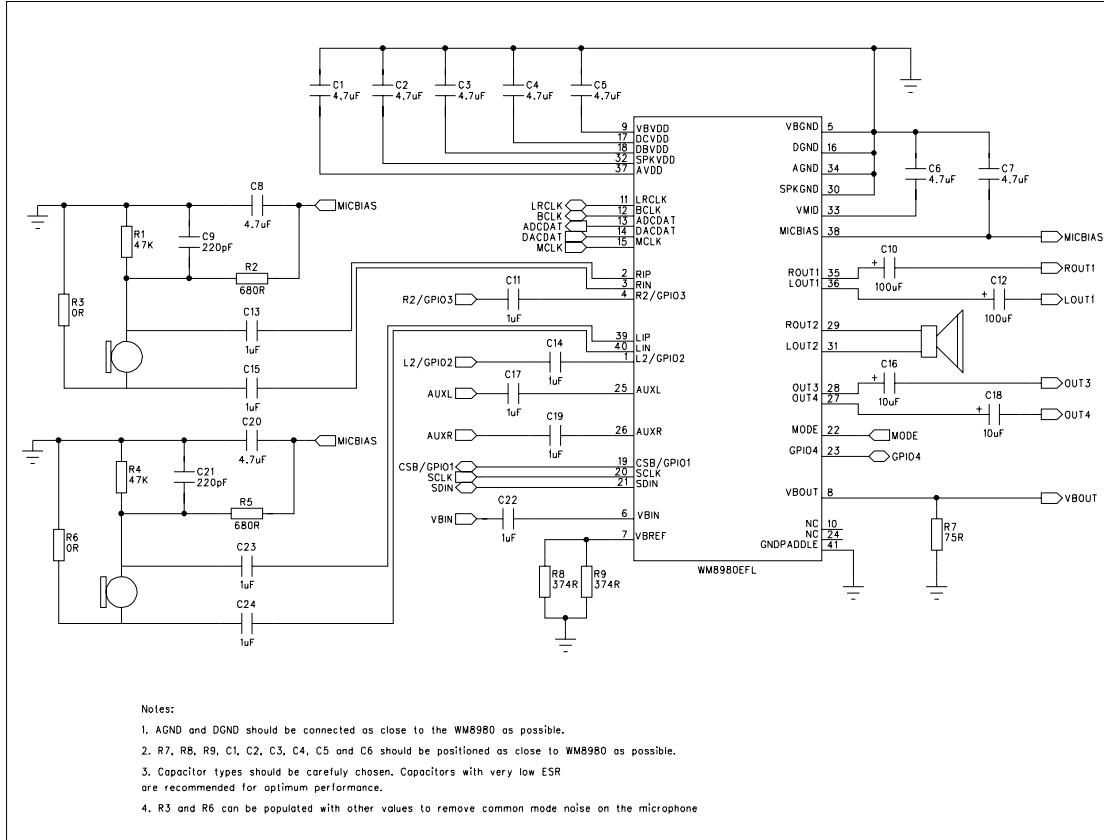 C1 4.7uF
C2 4.7uF
C3 4.7uF
C4 4.7uF
C5 4.7uF
9 VBVDD
17 DCVDD
18 DBVDD
32 SPKVDD
37 AVDD
VBGND 5
DGND 16
AGND 34
SPKGND 30
VMID 33
MICBIAS 38
C6 4.7uF
C7 4.7uF
MICBIAS
C8
4.7uF
MICBIAS
R1 47K
C9 220pF
R2
680R
R3 0R
LRCLK 11 LRCLK
BCLK 12 BCLK
ADCDAT 13 ADCDAT
DACDAT 14 DACDAT
MCLK 15 MCLK
2 RIP
3 RIN
4 R2/GPIO3
R2/GPIO3
C11
1uF
C13
1uF
C15
1uF
39 LIP
40 LIN
1 L2/GPIO2
L2/GPIO2
C14
1uF
AUXL
C17
1uF
25 AUXL
AUXR
C19
1uF
26 AUXR
ROUT1 35
LOUT1 36
+ C10
100uF
ROUT1
+ C12
100uF
LOUT1
ROUT2 29
LOUT2 31
OUT3 28
OUT4 27
+ C16
10uF
OUT3
+ C18
10uF
OUT4
MODE 22 MODE
GPIO4 23 GPIO4
C20
4.7uF
MICBIAS
R4 47K
C21 220pF
R5
680R
R6 0R
C23
1uF
C24
1uF
CSB/GPIO1 19 CSB/GPIO1
SCLK 20 SCLK
SDIN 21 SDIN
VBIN
C22
1uF
6 VBIN
7 VBREF
R8 374R
R9 374R
VBOUT 8
VBOUT
R7 75R
NC 10
NC 24
GNDPADDLE 41
WM8980EFL
Notes:
1. AGND and DGND should be connected as close to the WM8980 as possible.
2. R7, R8, R9, C1, C2, C3, C4, C5 and C6 should be positioned as close to WM8980 as possible.
3. Capacitor types should be carefuly chosen. Capacitors with very low ESR
are recommended for optimum performance.
4. R3 and R6 can be populated with other values to remove common mode noise on the microphone